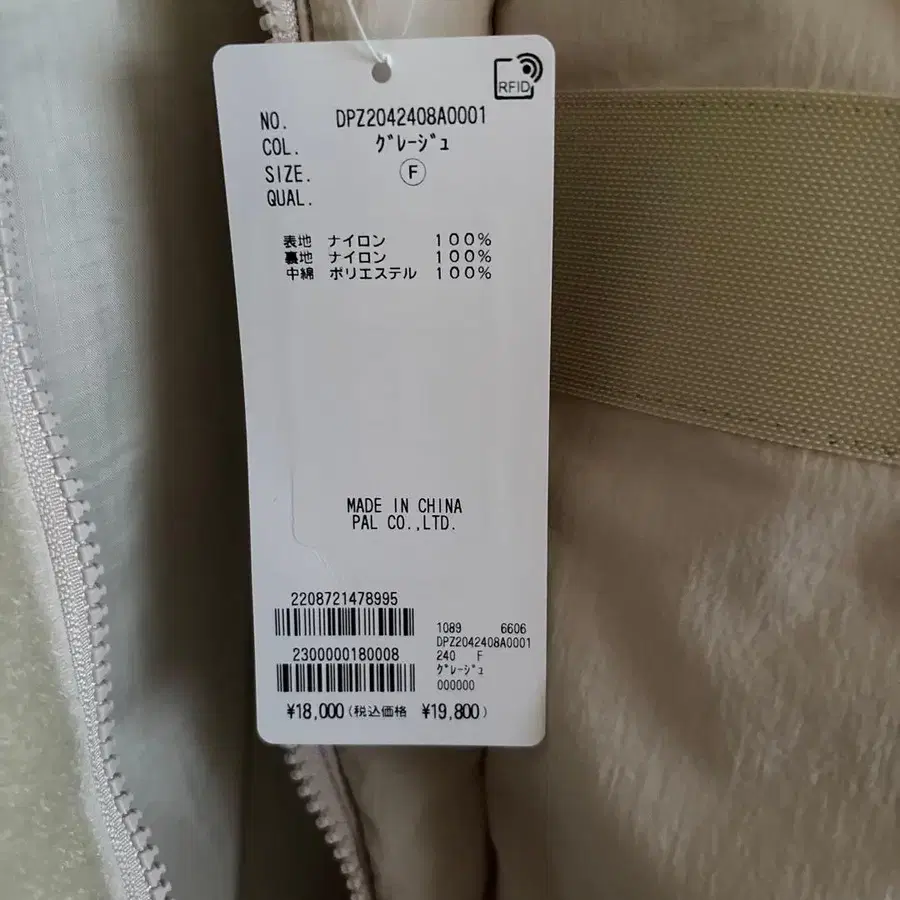 RFID
NO. DPZ2042408A0001
COL. グレージュ
SIZE. F
QUAL.
表地 ナイロン 100%
裏地 ナイロン 100%
中綿 ポリエステル 100%
MADE IN CHINA
PAL CO.,LTD.
2208721478995
2300000180008
1089 6606
DPZ2042408A0001
240 F
グレージュ
000000
¥18,000(税込価格 ¥19,800)